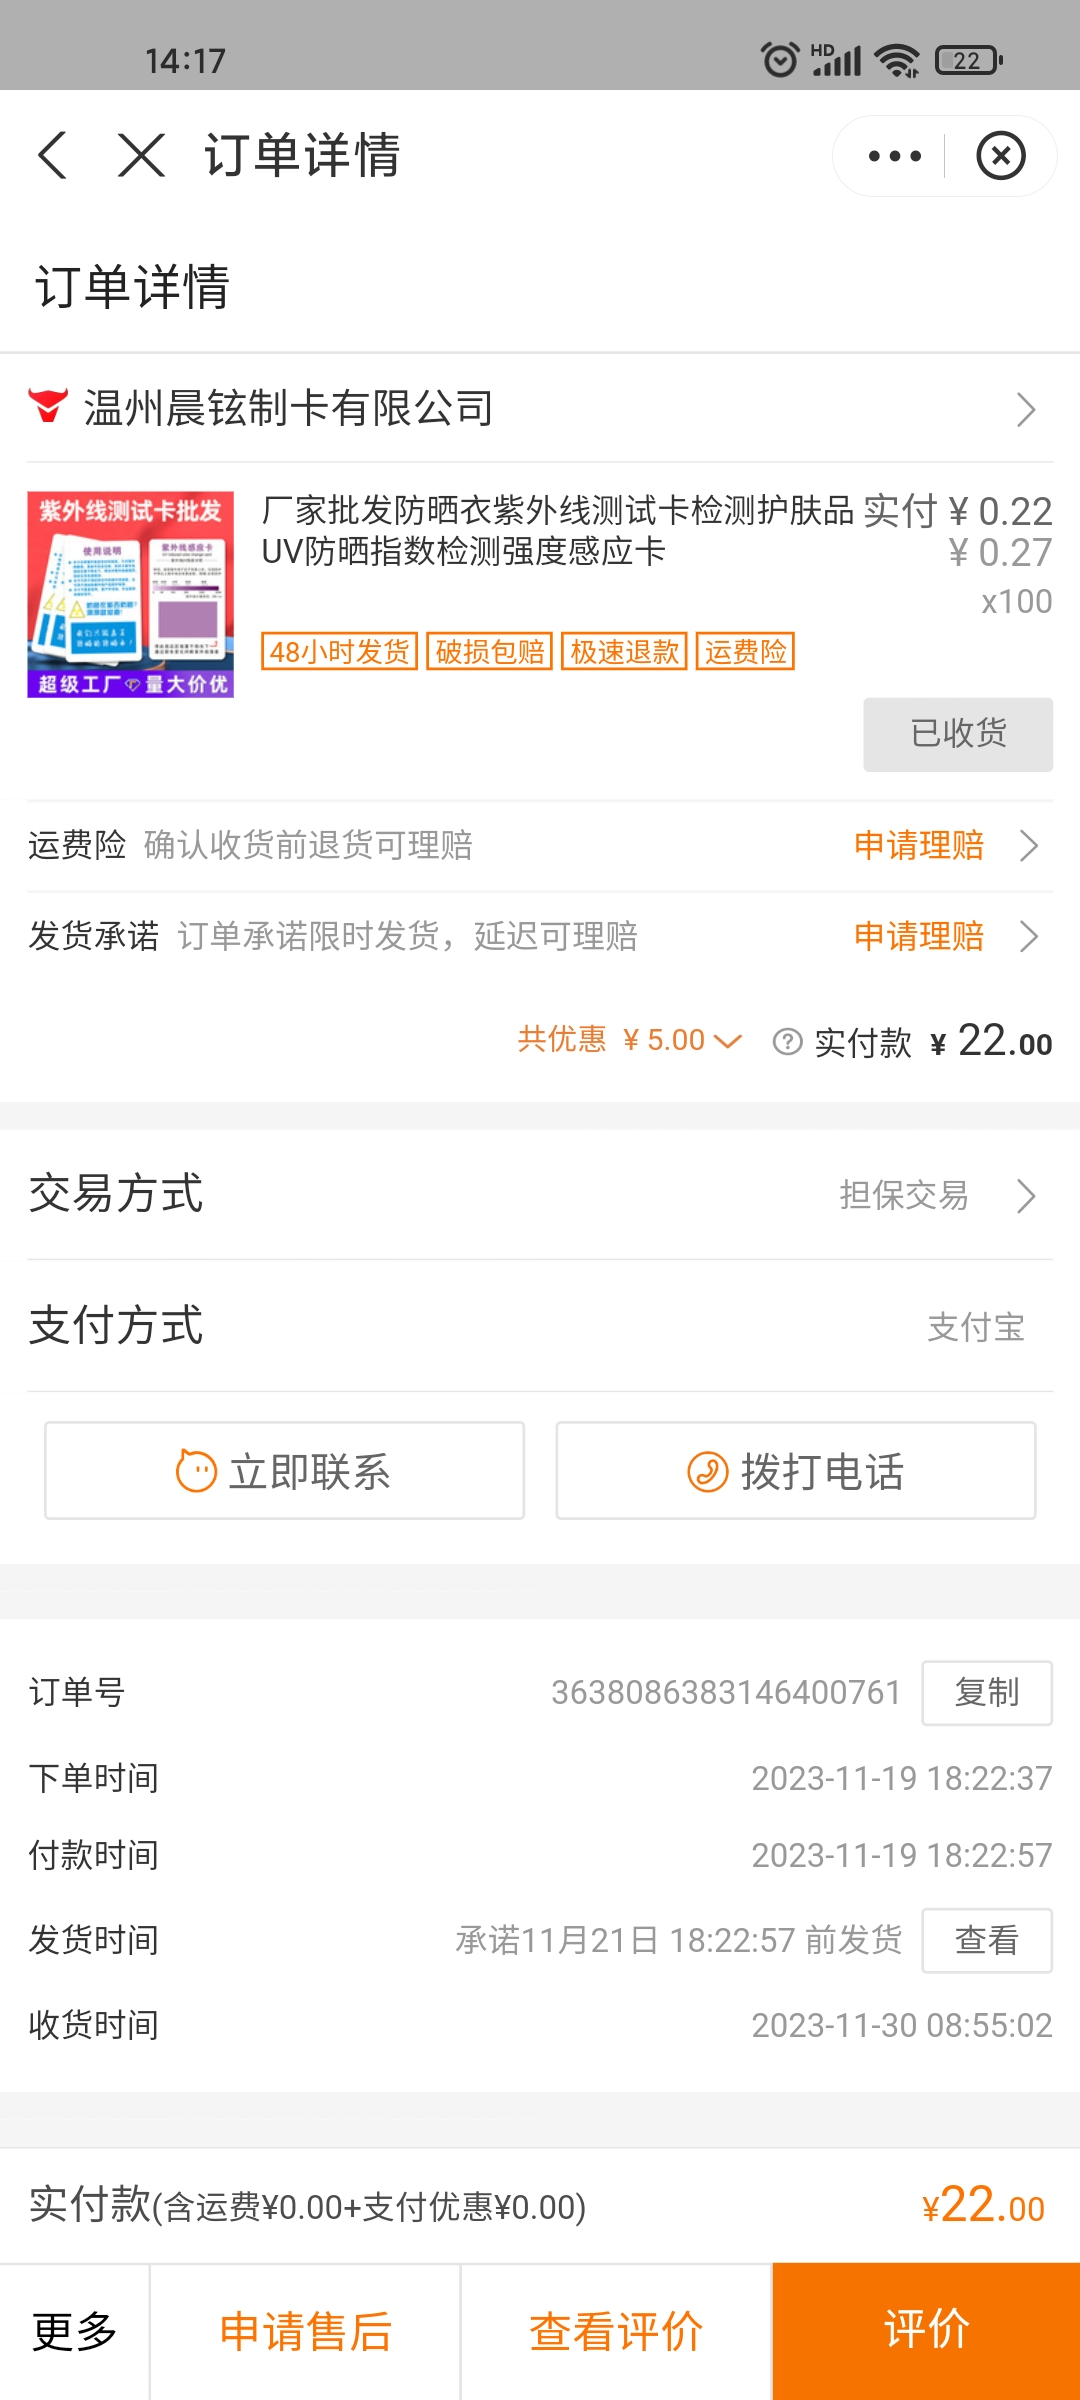 14:17
HD
22
订单详情
订单详情
温州晨铉制卡有限公司
紫外线测试卡批发
使用说明
紫外线感应卡
超级工厂 量大价优
厂家批发防晒衣紫外线测试卡检测护肤品
UV防晒指数检测强度感应卡
实付 ¥ 0.22
¥ 0.27
x100
48小时发货 破损包赔 极速退款 运费险
已收货
运费险 确认收货前退货可理赔 申请理赔
发货承诺 订单承诺限时发货，延迟可理赔 申请理赔
共优惠 ¥ 5.00 ? 实付款 ¥ 22.00
交易方式 担保交易
支付方式 支付宝
立即联系 拨打电话
订单号 3638086383146400761 复制
下单时间 2023-11-19 18:22:37
付款时间 2023-11-19 18:22:57
发货时间 承诺11月21日 18:22:57 前发货 查看
收货时间 2023-11-30 08:55:02
实付款(含运费¥0.00+支付优惠¥0.00) ¥22.00
更多 申请售后 查看评价 评价